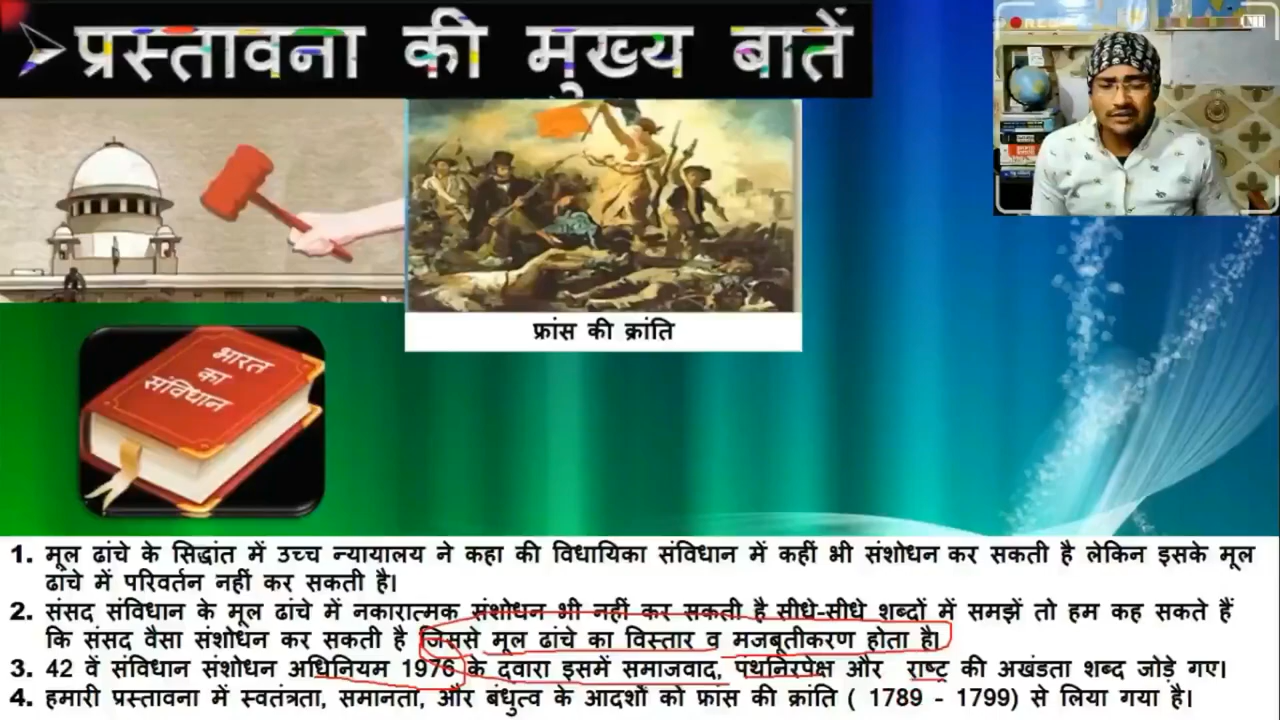 प्रस्तावना की मुख्य बातें
फ्रांस की क्रांति
भारत
का
संविधान
1. मूल ढांचे के सिद्धांत में उच्च न्यायालय ने कहा की विधायिका संविधान में कहीं भी संशोधन कर सकती है लेकिन इसके मूल
ढांचे में परिवर्तन नहीं कर सकती है।
2. संसद संविधान के मूल ढांचे में नकारात्मक संशोधन भी नहीं कर सकती है सीधे-सीधे शब्दों में समझें तो हम कह सकते हैं
कि संसद वैसा संशोधन कर सकती है जिससे मूल ढांचे का विस्तार व मजबूतीकरण होता है।
3. 42 वें संविधान संशोधन अधिनियम 1976 के दवारा इसमें समाजवाद, पंथनिरपेक्ष और राष्ट्र की अखंडता शब्द जोड़े गए।
4. हमारी प्रस्तावना में स्वतंत्रता, समानता, और बंधुत्व के आदर्शों को फ्रांस की क्रांति ( 1789 - 1799) से लिया गया है।